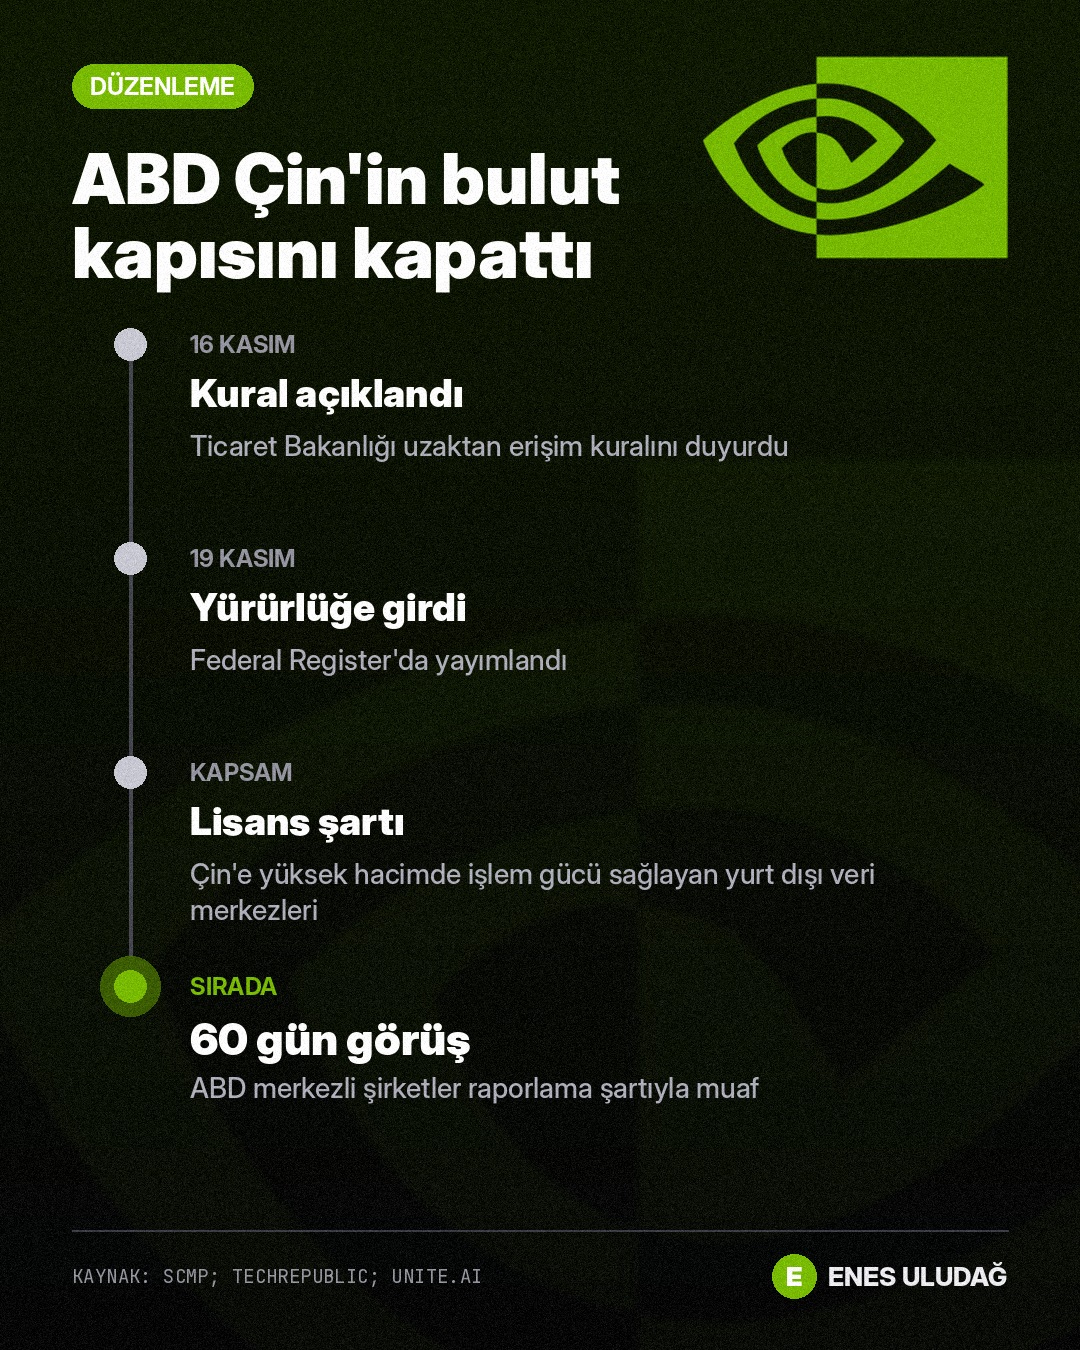 DÜZENLEME
ABD Çin'in bulut
kapısını kapattı
16 KASIM
Kural açıklandı
Ticaret Bakanlığı uzaktan erişim kuralını duyurdu
19 KASIM
Yürürlüğe girdi
Federal Register'da yayımlandı
KAPSAM
Lisans şartı
Çin'e yüksek hacimde işlem gücü sağlayan yurt dışı veri
merkezleri
SIRADA
60 gün görüş
ABD merkezli şirketler raporlama şartıyla muaf
KAYNAK: SCMP; TECHREPUBLIC; UNITE.AI
E ENES ULUDAĞ